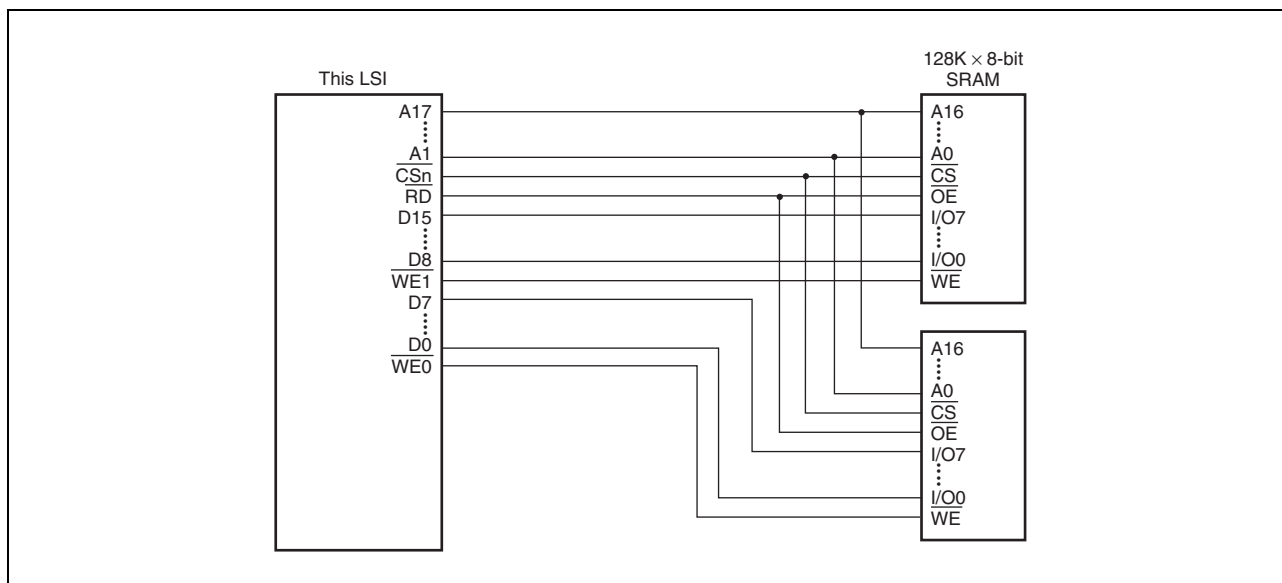 This LSI
A17
A1
CSn
RD
D15
D8
WE1
D7
D0
WE0
128K × 8-bit
SRAM
A16
A0
CS
OE
I/O7
I/O0
WE
A16
A0
CS
OE
I/O7
I/O0
WE